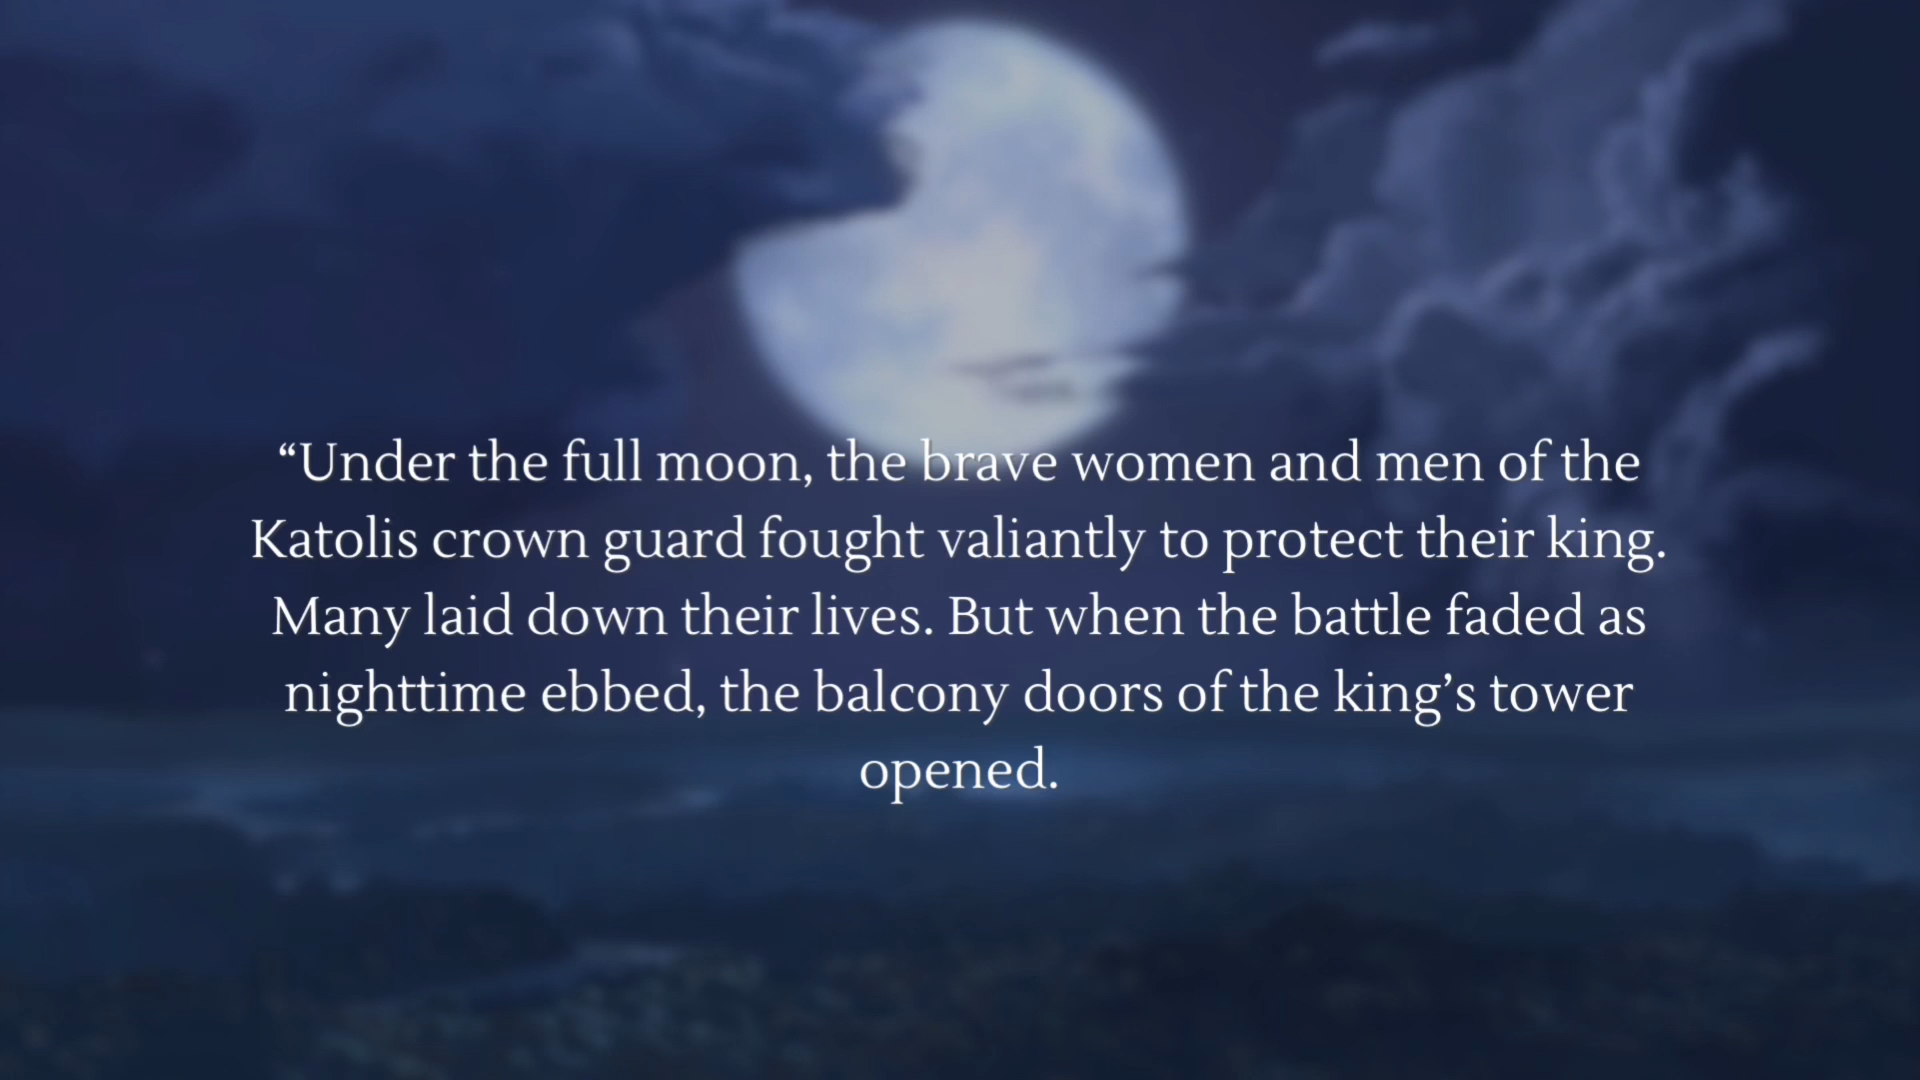 “Under the full moon, the brave women and men of the
Katolis crown guard fought valiantly to protect their king.
Many laid down their lives. But when the battle faded as
nighttime ebbed, the balcony doors of the king’s tower
opened.